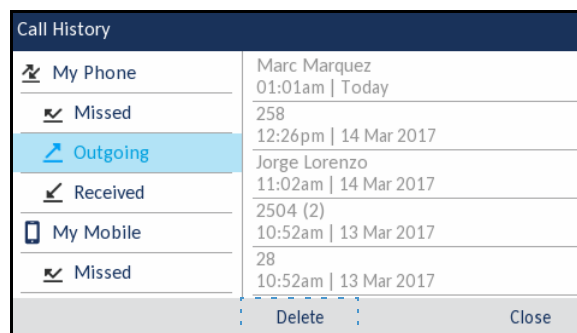 Call History
My Phone
Missed
Outgoing
Received
My Mobile
Missed
Marc Marquez
01:01am | Today
258
12:26pm | 14 Mar 2017
Jorge Lorenzo
11:02am | 14 Mar 2017
2504 (2)
10:52am | 13 Mar 2017
28
10:52am | 13 Mar 2017
Delete
Close